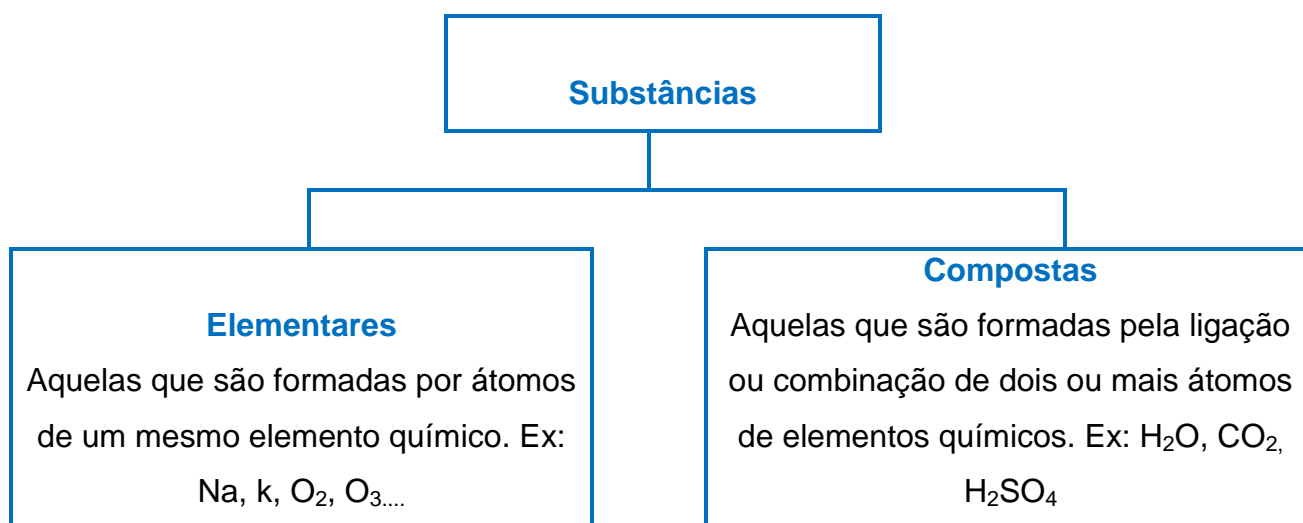 Substâncias
Elementares
Aquelas que são formadas por átomos
de um mesmo elemento químico. Ex:
Na, k, O₂, O₃....
Compostas
Aquelas que são formadas pela ligação
ou combinação de dois ou mais átomos
de elementos químicos. Ex: H₂O, CO₂,
H₂SO₄